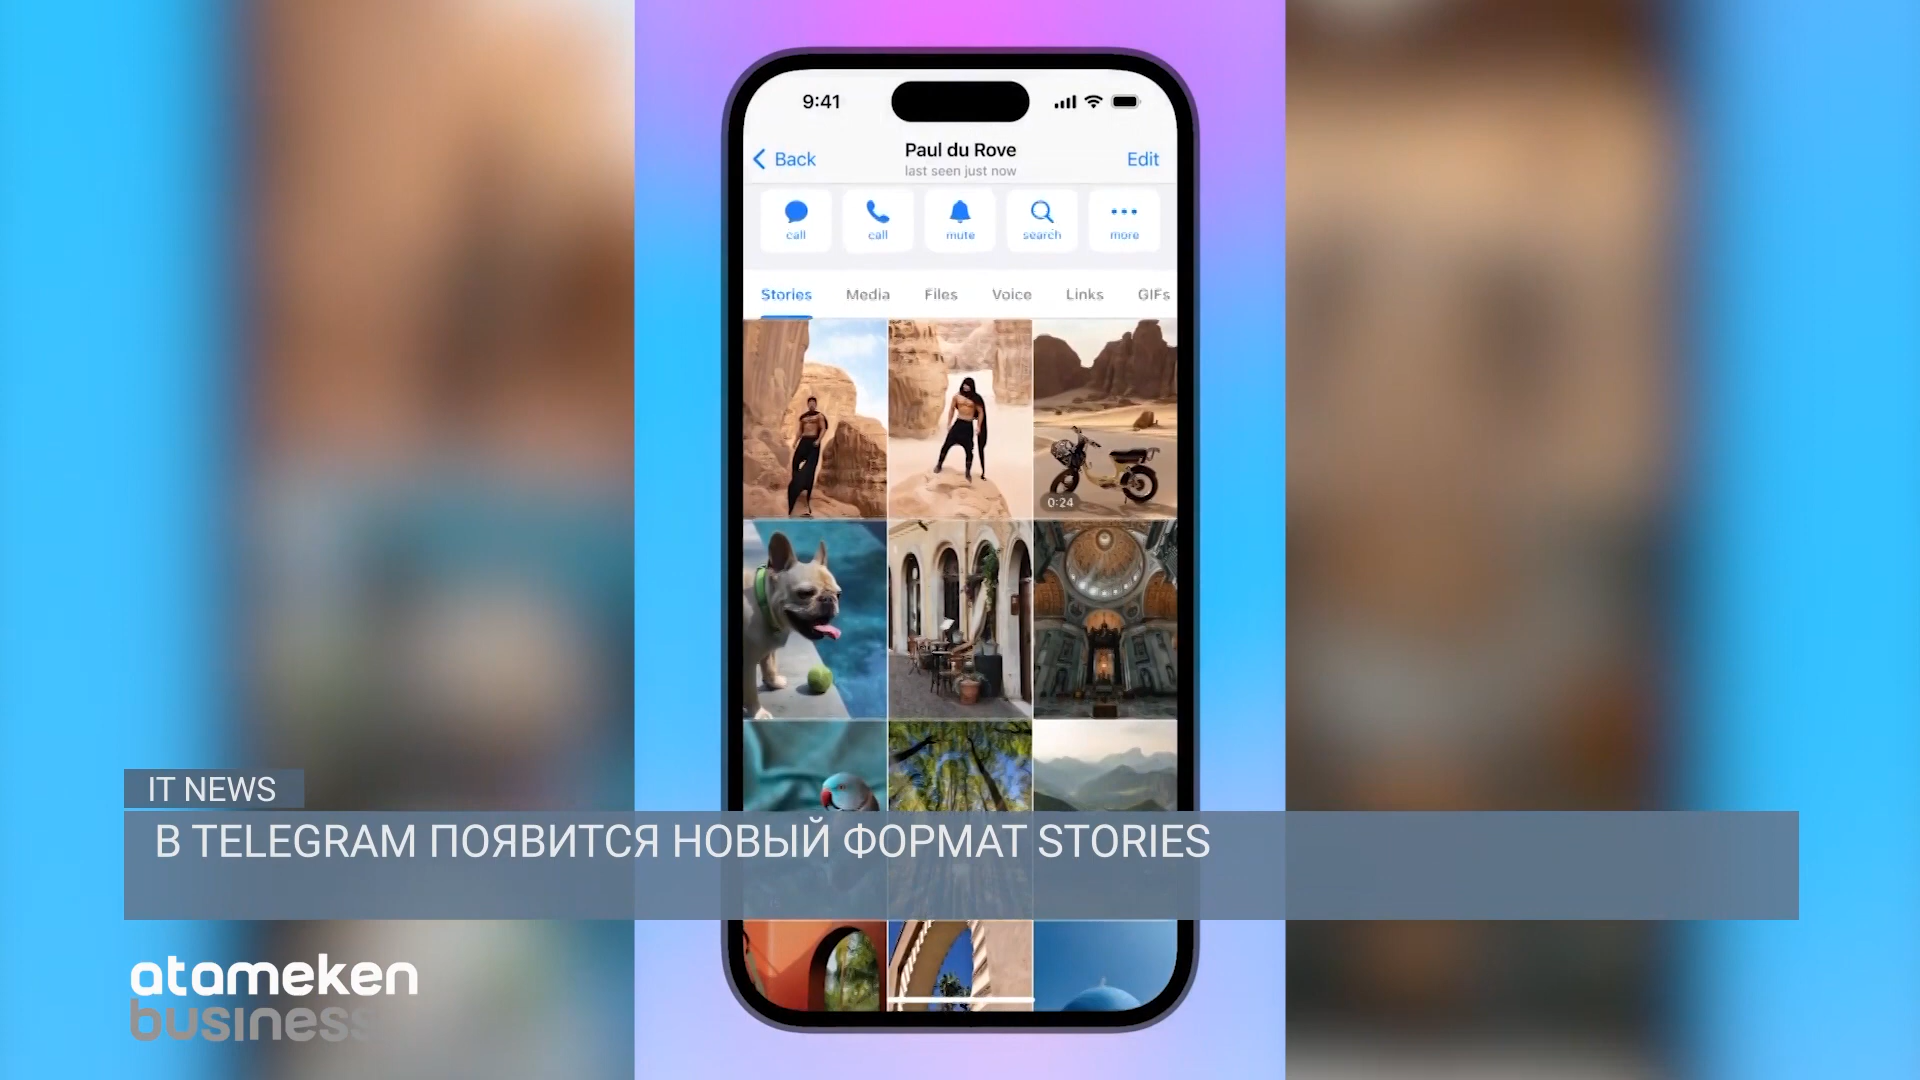 9:41
Back
Paul du Rove
Edit
last seen just now
call
call
mute
search
more
Stories
Media
Files
Voice
Links
GIFs
0:24
IT NEWS
В TELEGRAM ПОЯВИТСЯ НОВЫЙ ФОРМАТ STORIES
atameken
business